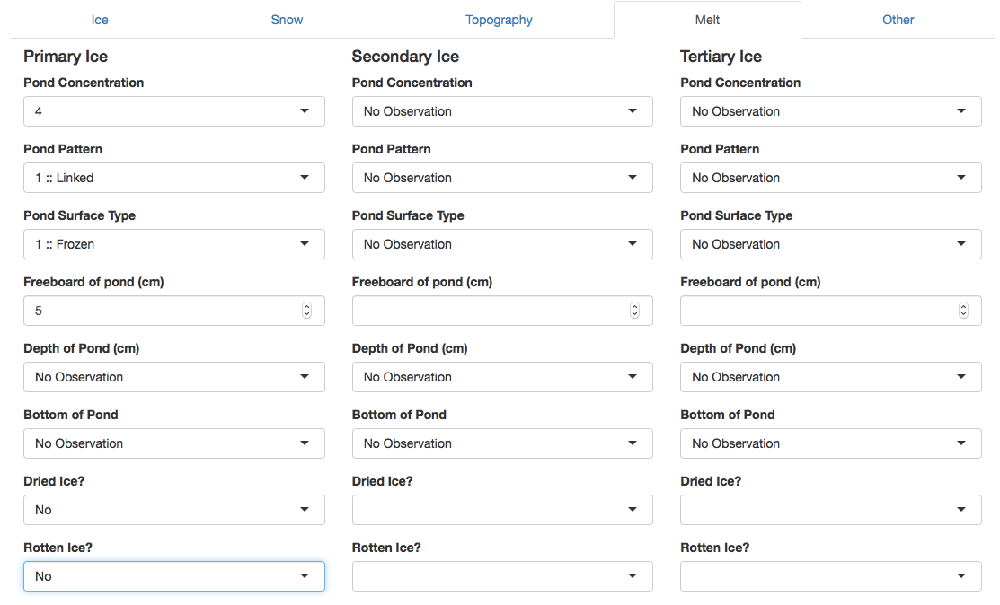 Ice Snow Topography Melt Other
Primary Ice Secondary Ice Tertiary Ice
Pond Concentration Pond Concentration Pond Concentration
4 No Observation No Observation
Pond Pattern Pond Pattern Pond Pattern
1 :: Linked No Observation No Observation
Pond Surface Type Pond Surface Type Pond Surface Type
1 :: Frozen No Observation No Observation
Freeboard of pond (cm) Freeboard of pond (cm) Freeboard of pond (cm)
5
Depth of Pond (cm) Depth of Pond (cm) Depth of Pond (cm)
No Observation No Observation No Observation
Bottom of Pond Bottom of Pond Bottom of Pond
No Observation No Observation No Observation
Dried Ice? Dried Ice? Dried Ice?
No
Rotten Ice? Rotten Ice? Rotten Ice?
No